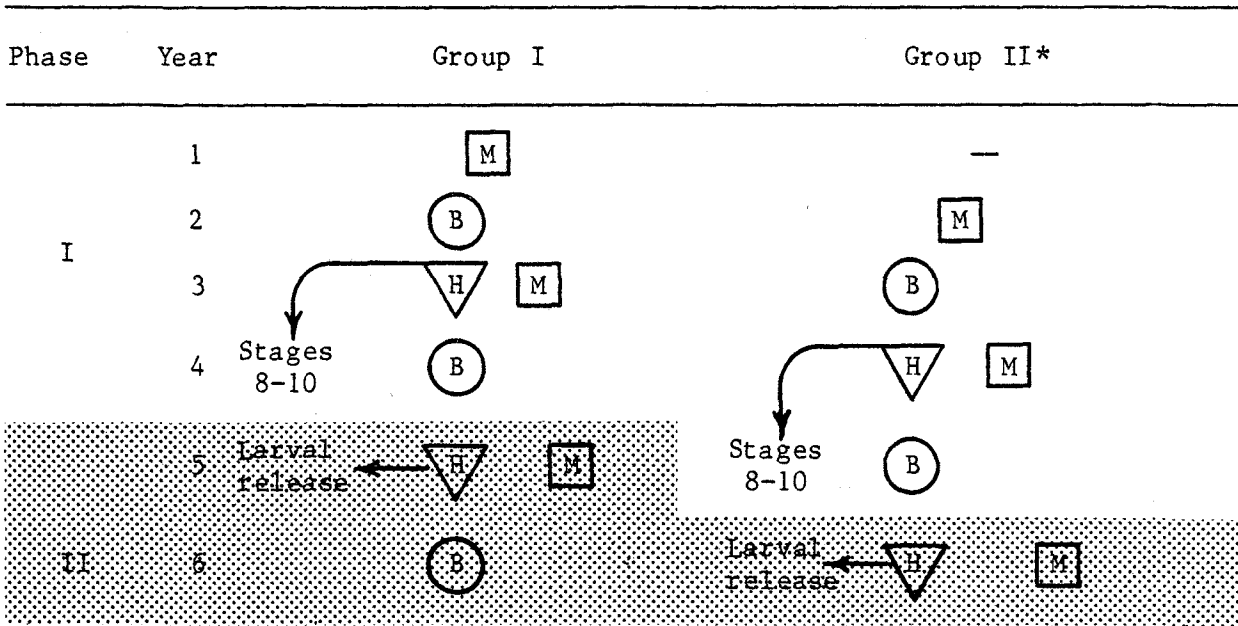 Phase Year Group I Group II*
1 M —
2 B M
I
3 H M B
4 Stages 8-10 B H M
5 Larval release H M Stages 8-10 B
II 6 B Larval release H M